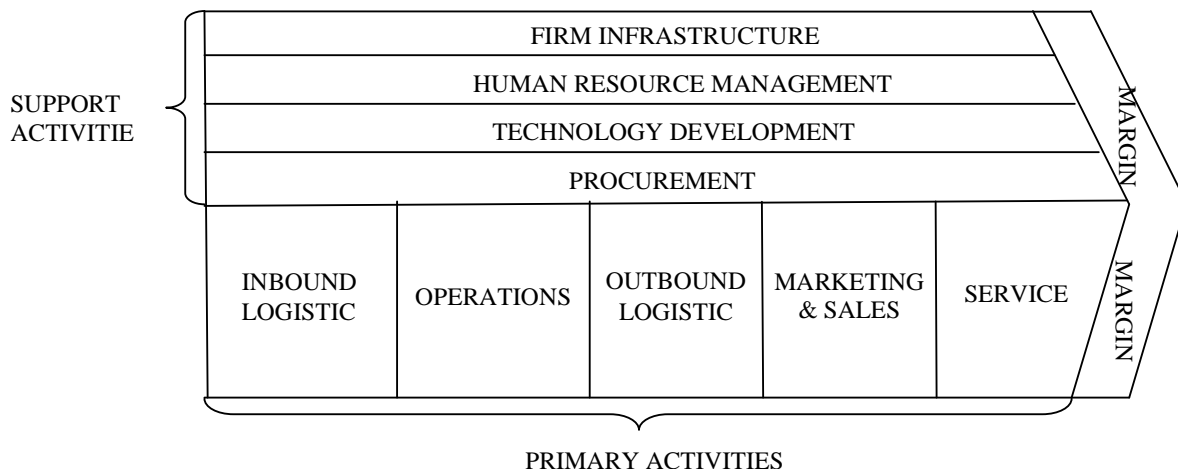 FIRM INFRASTRUCTURE
HUMAN RESOURCE MANAGEMENT
SUPPORT
ACTIVITIE
TECHNOLOGY DEVELOPMENT
PROCUREMENT
MARGIN
INBOUND
LOGISTIC
OPERATIONS
OUTBOUND
LOGISTIC
MARKETING
& SALES
SERVICE
MARGIN
PRIMARY ACTIVITIES